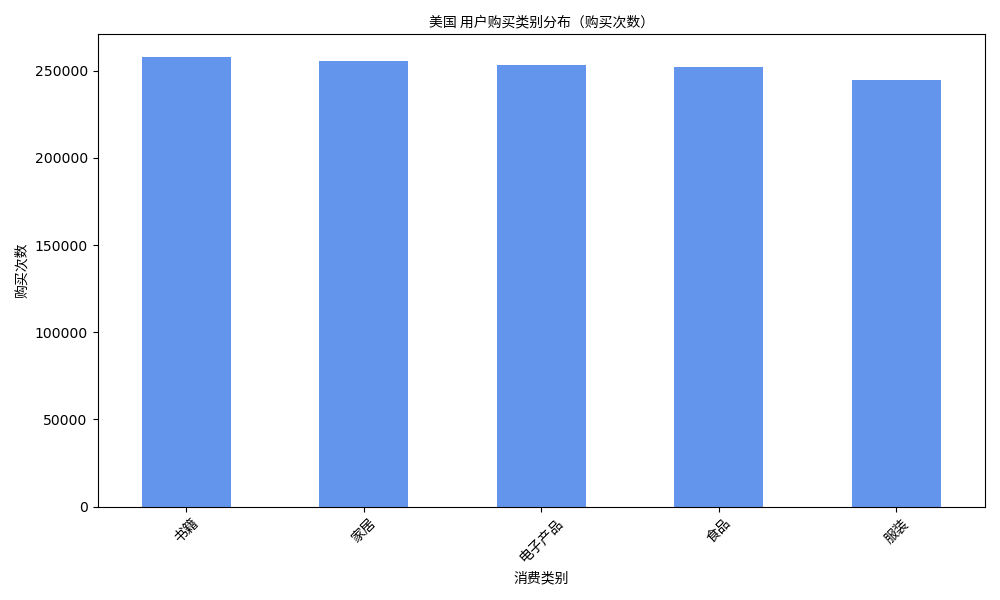 美国 用户购买类别分布（购买次数）
购买次数
250000
200000
150000
100000
50000
0
书籍
家居
电子产品
食品
服装
消费类别